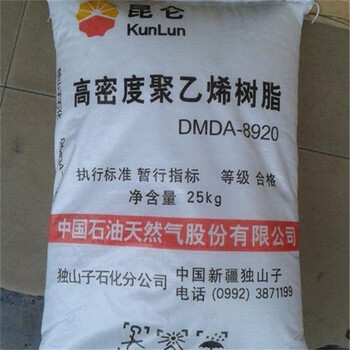 昆仑
KunLun
高密度聚乙烯树脂
DMDA-8920
执行标准 暂行指标 等级 合格
净含量 25kg
中国石油天然气股份有限公司
独山子石化分公司
中国新疆独山子
电话 (0992) 3871199